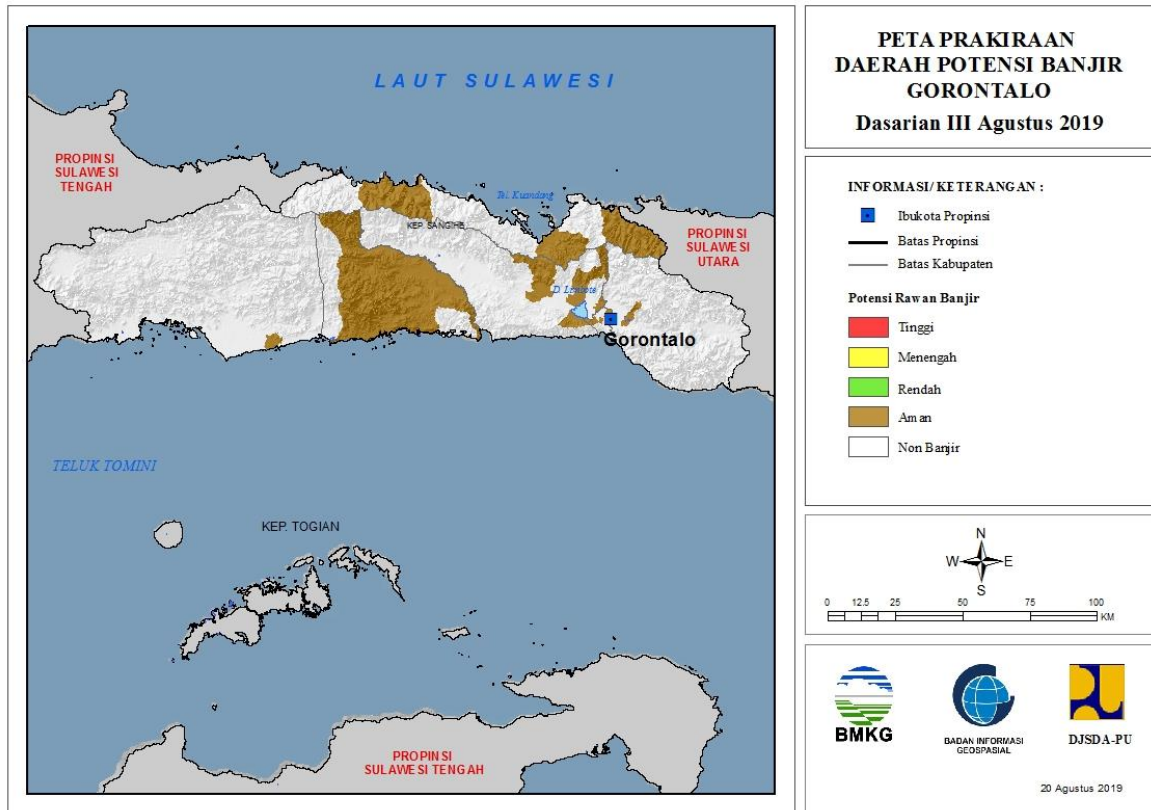 LAUT SULAWESI
PROPINSI
SULAWESI
TENGAH
Tel. Kuandang
KEP. SANGIHE
PROPINSI
SULAWESI
UTARA
D. Limboto
Gorontalo
TELUK TOMINI
KEP. TOGIAN
PROPINSI
SULAWESI TENGAH
PETA PRAKIRAAN
DAERAH POTENSI BANJIR
GORONTALO
Dasarian III Agustus 2019
INFORMASI/ KETERANGAN :
Ibukota Propinsi
Batas Propinsi
Batas Kabupaten
Potensi Rawan Banjir
Tinggi
Menengah
Rendah
Aman
Non Banjir
N
W E
S
0 12.5 25 50 75 100
KM
BMKG
BADAN INFORMASI
GEOSPASIAL
DJSDA-PU
20 Agustus 2019